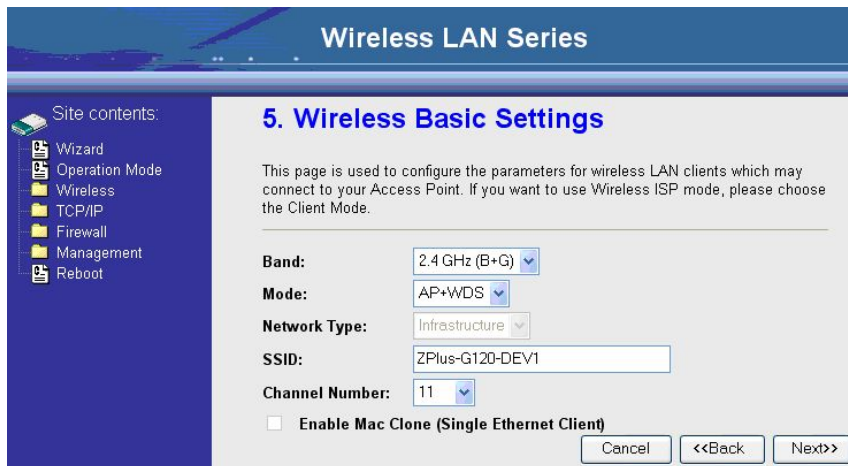 Wireless LAN Series
Site contents:
Wizard
Operation Mode
Wireless
TCP/IP
Firewall
Management
Reboot
5. Wireless Basic Settings
This page is used to configure the parameters for wireless LAN clients which may
connect to your Access Point. If you want to use Wireless ISP mode, please choose
the Client Mode.
Band: 2.4 GHz (B+G)
Mode: AP+WDS
Network Type: Infrastructure
SSID: ZPlus-G120-DEV1
Channel Number: 11
Enable Mac Clone (Single Ethernet Client)
Cancel <<Back Next>>